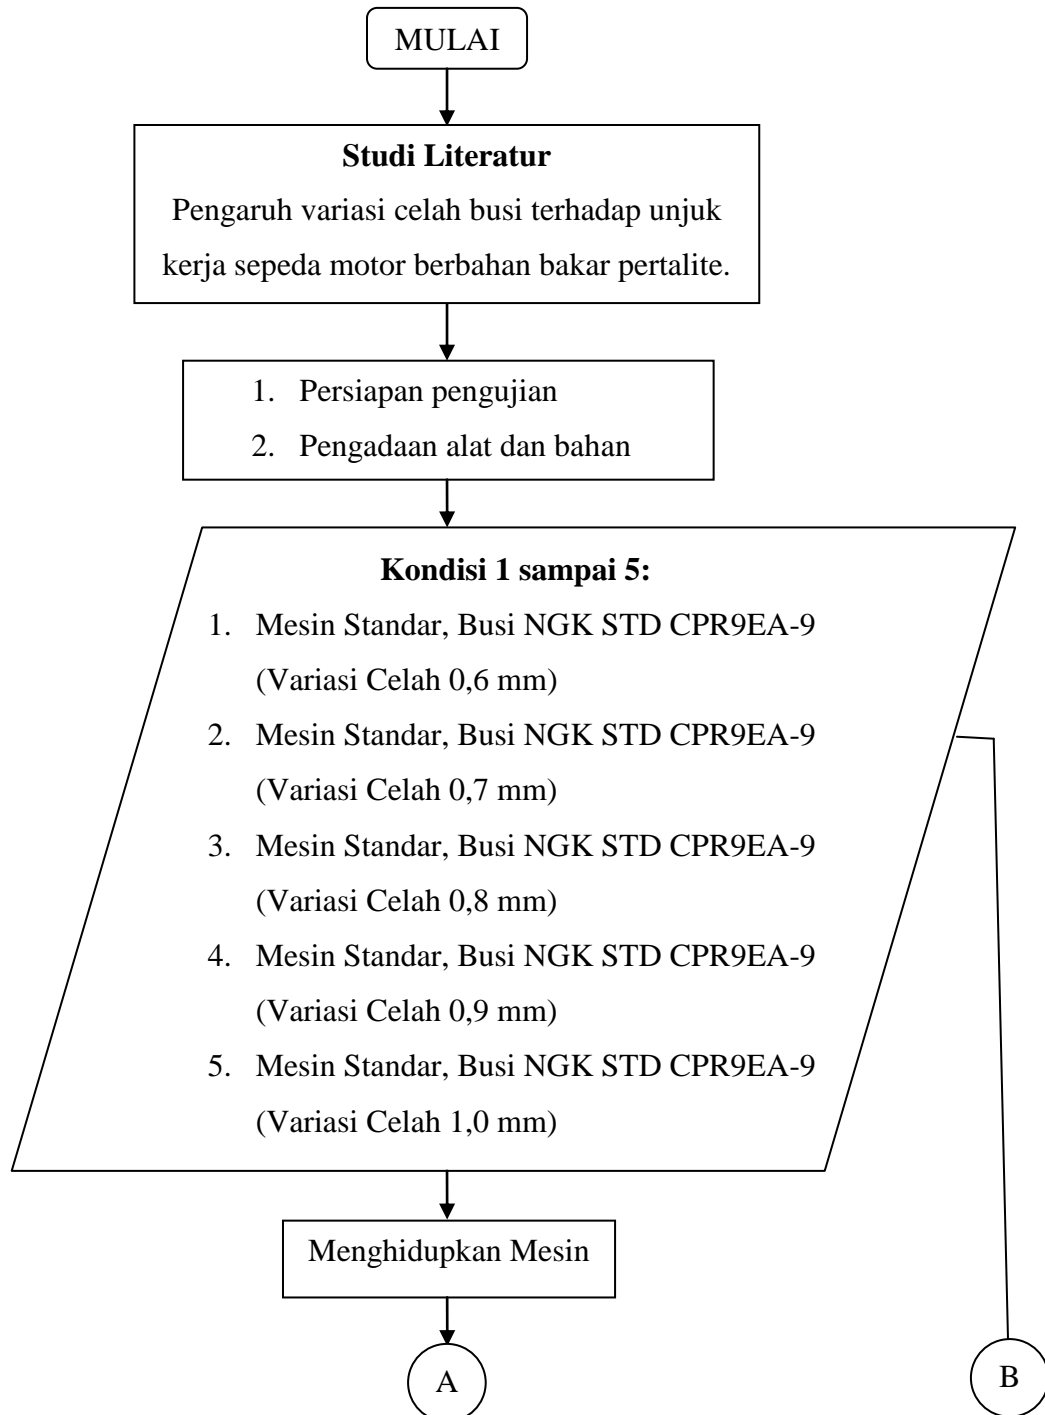 MULAI
Studi Literatur
Pengaruh variasi celah busi terhadap unjuk
kerja sepeda motor berbahan bakar pertalite.
1. Persiapan pengujian
2. Pengadaan alat dan bahan
Kondisi 1 sampai 5:
1. Mesin Standar, Busi NGK STD CPR9EA-9
(Variasi Celah 0,6 mm)
2. Mesin Standar, Busi NGK STD CPR9EA-9
(Variasi Celah 0,7 mm)
3. Mesin Standar, Busi NGK STD CPR9EA-9
(Variasi Celah 0,8 mm)
4. Mesin Standar, Busi NGK STD CPR9EA-9
(Variasi Celah 0,9 mm)
5. Mesin Standar, Busi NGK STD CPR9EA-9
(Variasi Celah 1,0 mm)
Menghidupkan Mesin
A
B